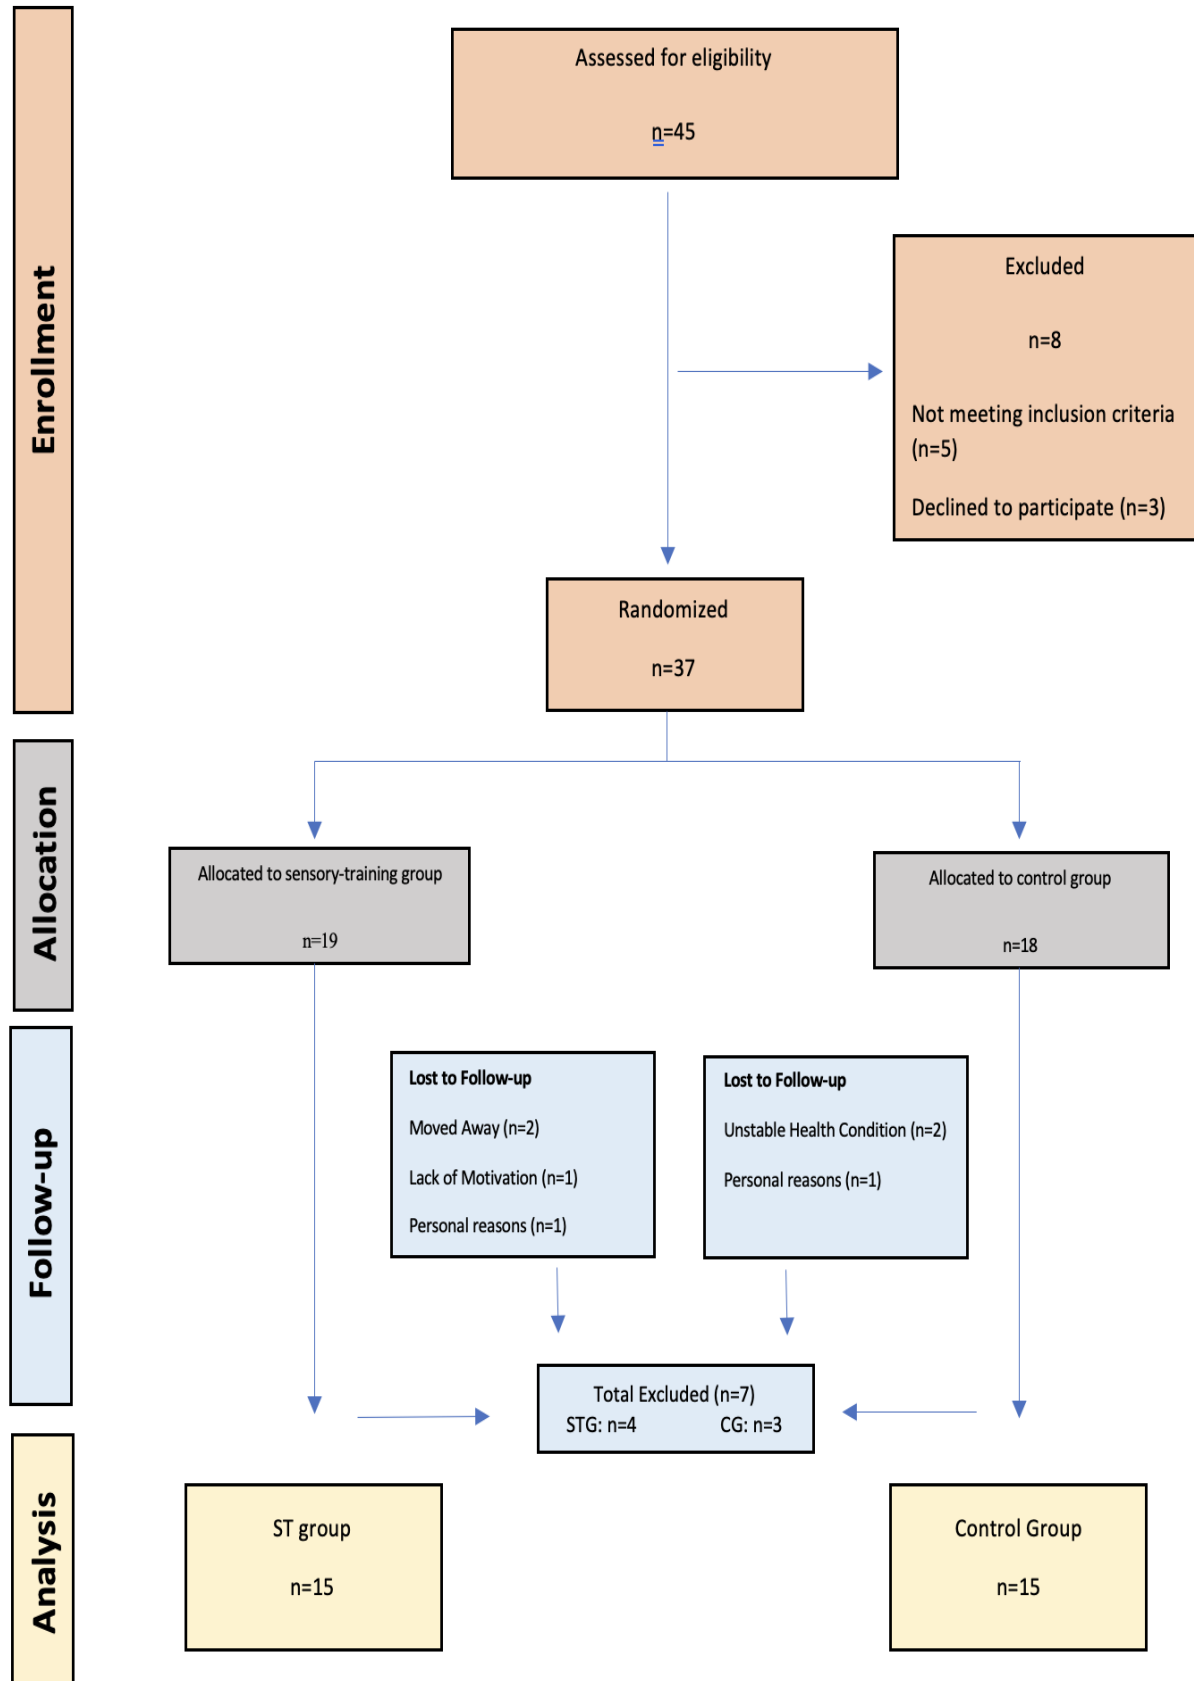 Enrollment
Assessed for eligibility
n=45
Excluded
n=8
Not meeting inclusion criteria
(n=5)
Declined to participate (n=3)
Randomized
n=37
Allocation
Allocated to sensory-training group
n=19
Allocated to control group
n=18
Follow-up
Lost to Follow-up
Moved Away (n=2)
Lack of Motivation (n=1)
Personal reasons (n=1)
Lost to Follow-up
Unstable Health Condition (n=2)
Personal reasons (n=1)
Total Excluded (n=7)
STG: n=4 CG: n=3
Analysis
ST group
n=15
Control Group
n=15